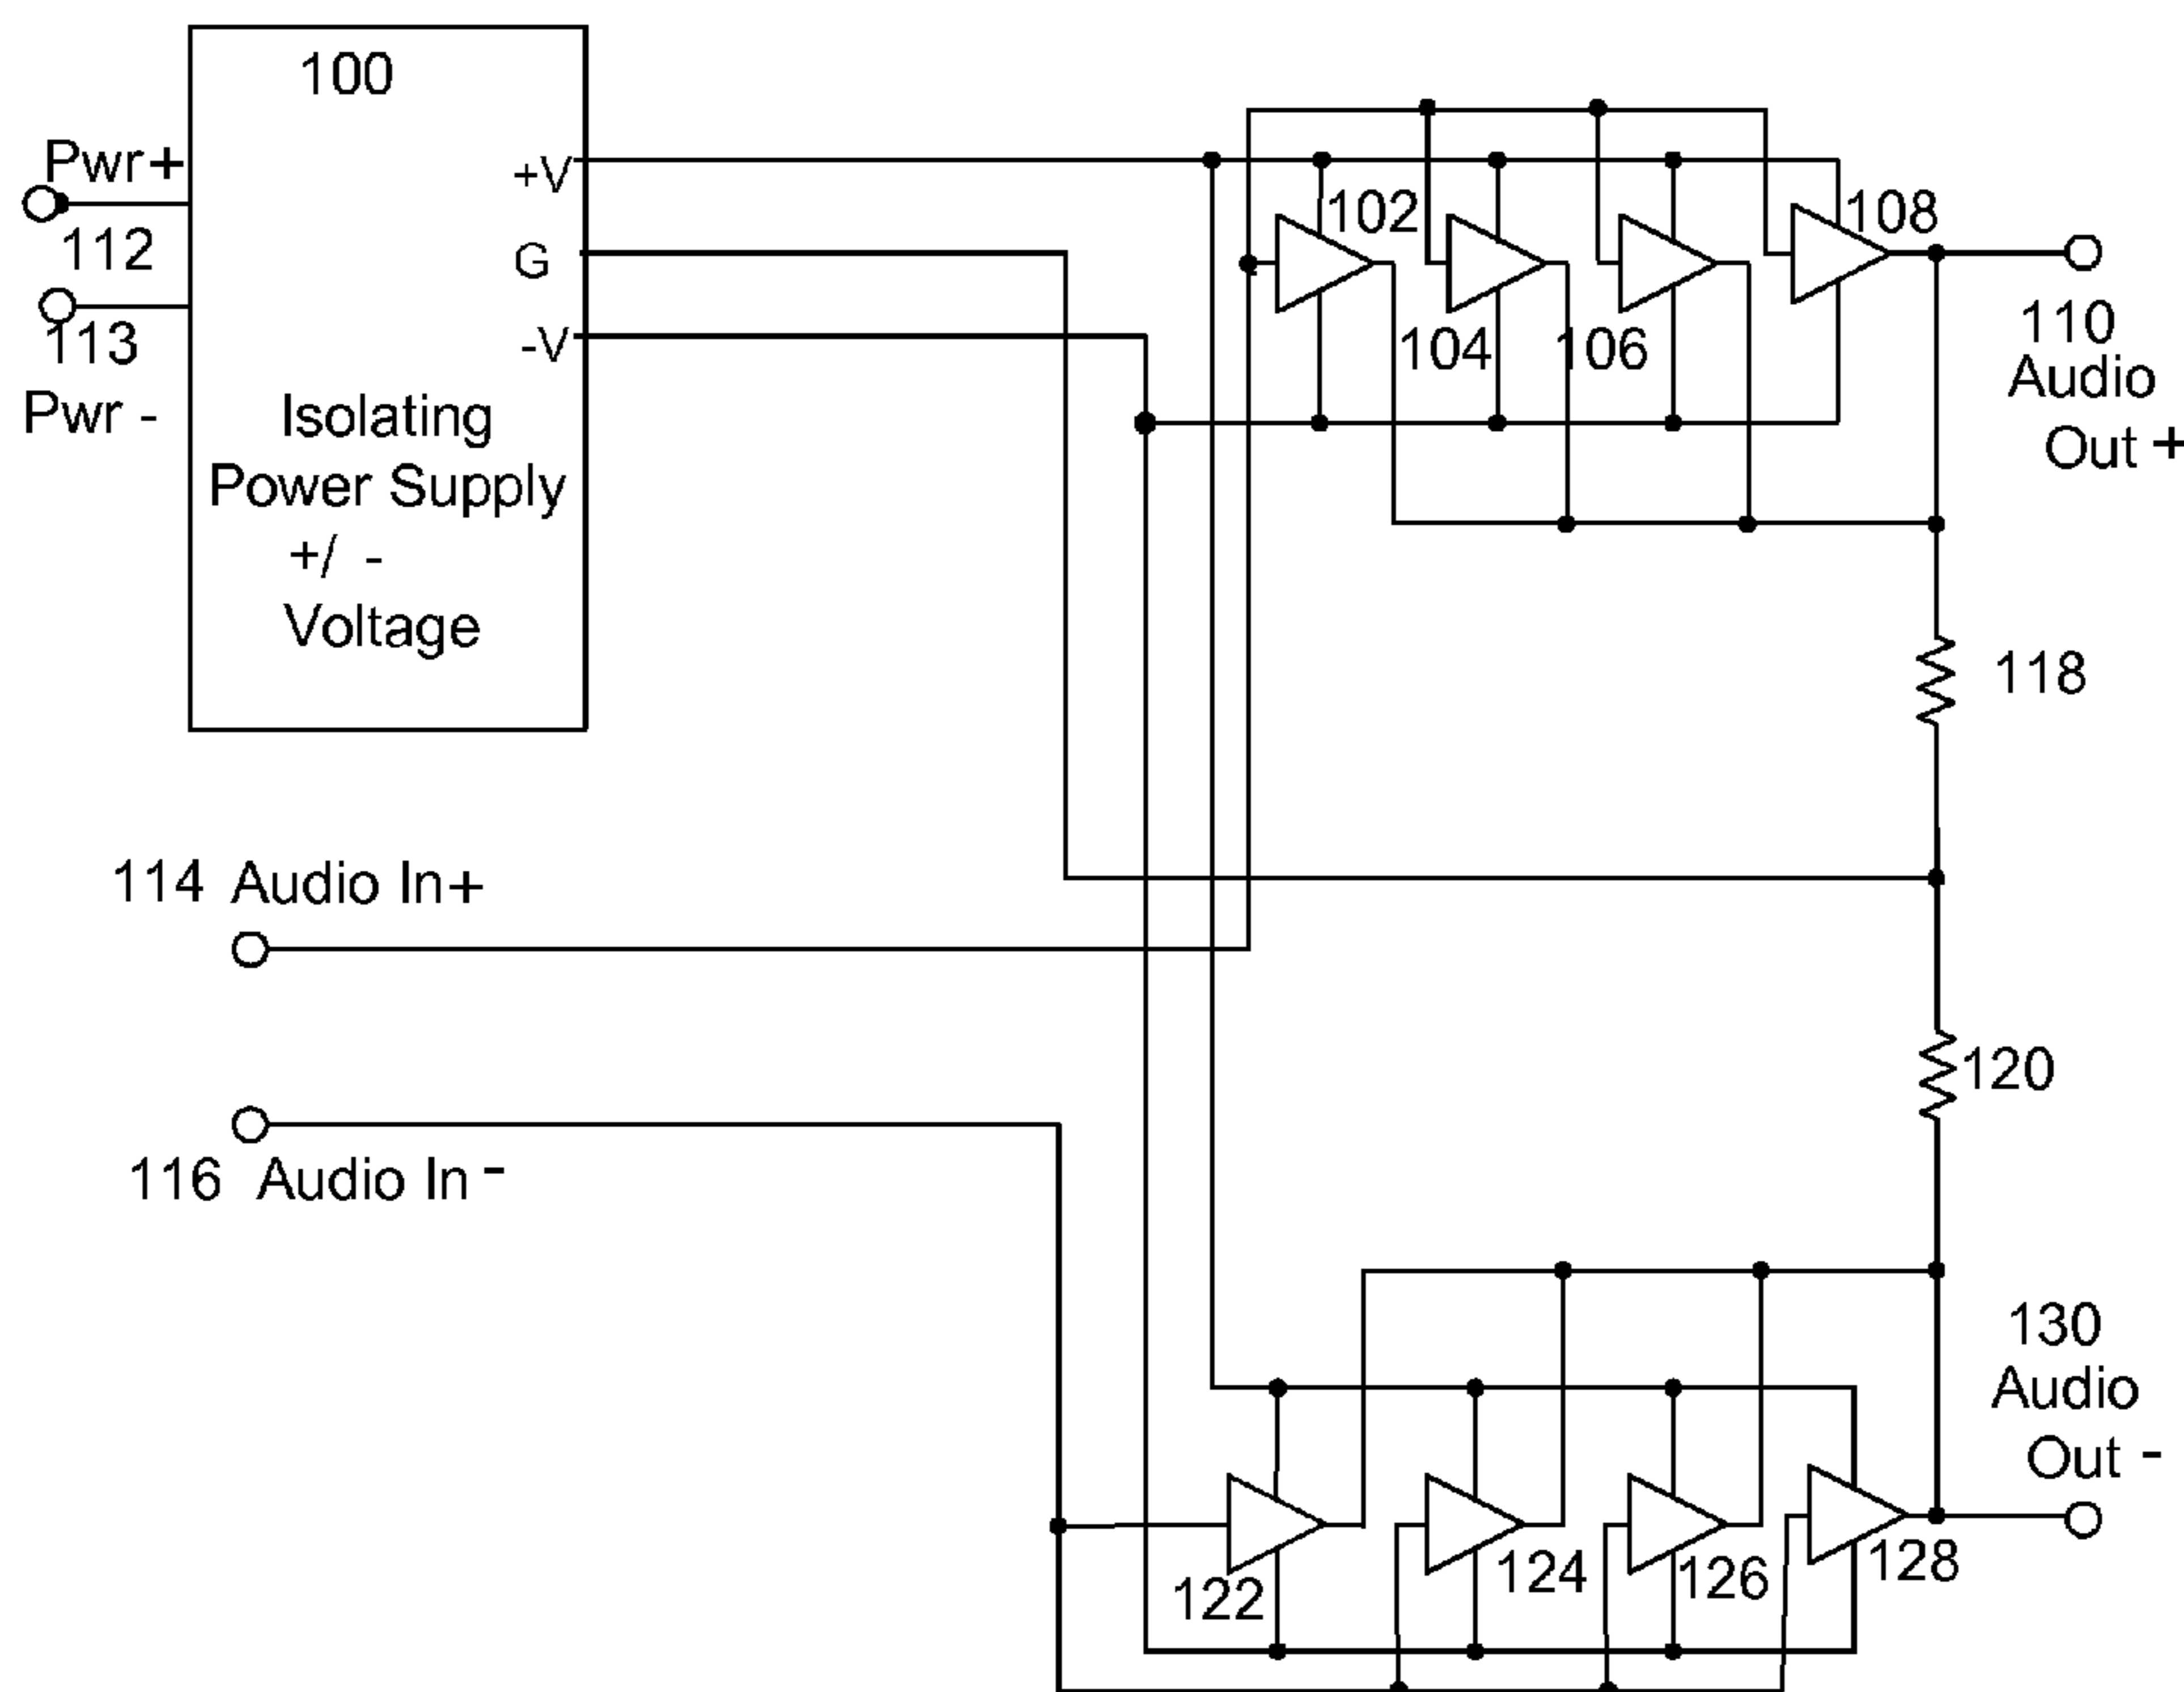 100
Pwr+
+V
112
G
113
-V
Pwr -
Isolating
Power Supply
+/ -
Voltage
102
108
104
106
110
Audio
Out +
118
114 Audio In+
120
116 Audio In -
130
Audio
Out -
122
124
126
128